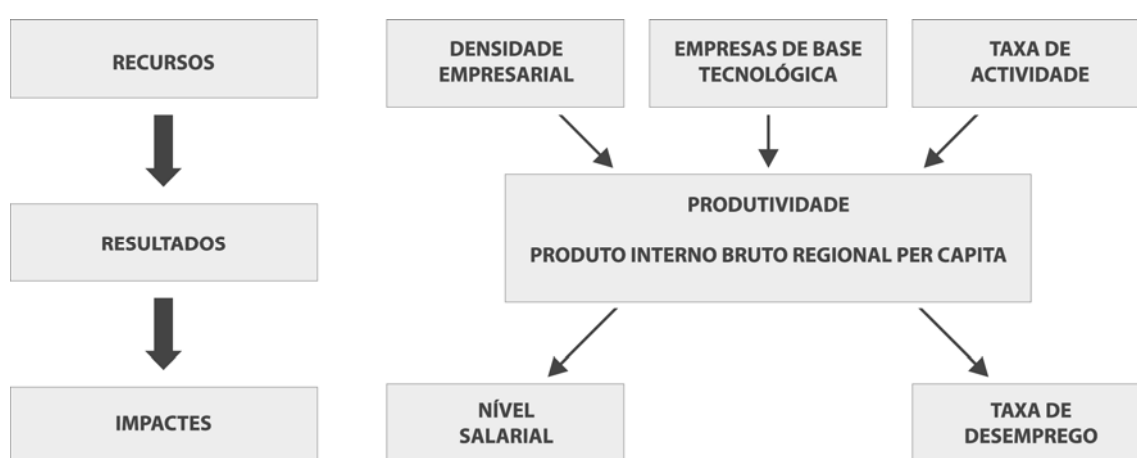 RECURSOS
DENSIDADE
EMPRESARIAL
EMPRESAS DE BASE
TECNOLÓGICA
TAXA DE
ACTIVIDADE
RESULTADOS
PRODUTIVIDADE
PRODUTO INTERNO BRUTO REGIONAL PER CAPITA
IMPACTES
NÍVEL
SALARIAL
TAXA DE
DESEMPREGO